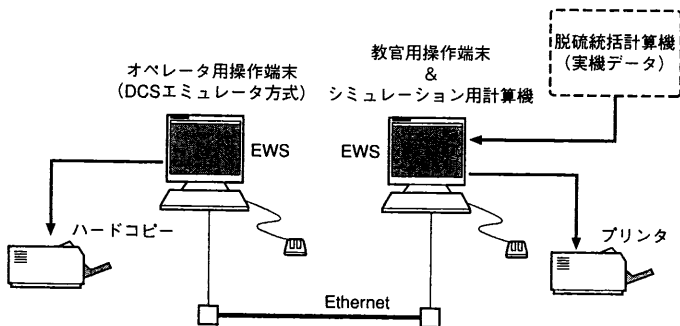 オペレータ用操作端末
(DCSエミュレータ方式)
教官用操作端末
&
シミュレーション用計算機
脱硫統括計算機
(実機データ)
EWS
EWS
ハードコピー
プリンタ
Ethernet